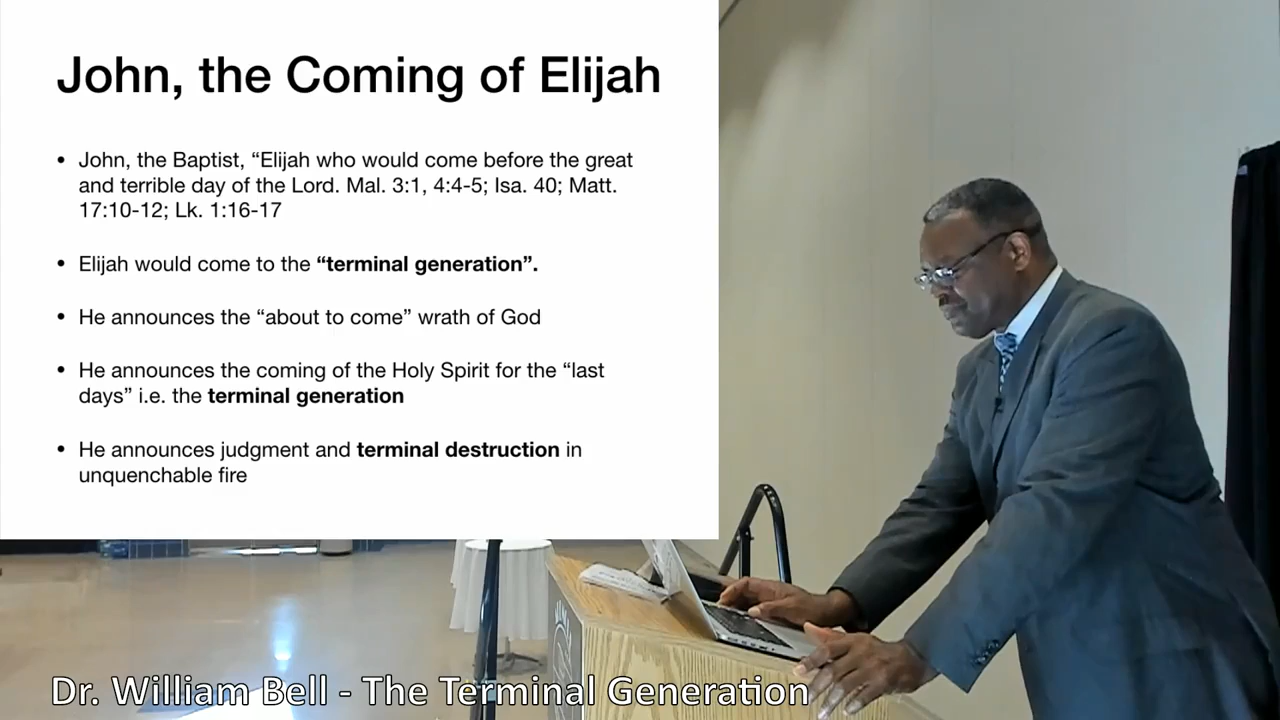 John, the Coming of Elijah
• John, the Baptist, “Elijah who would come before the great
and terrible day of the Lord. Mal. 3:1, 4:4-5; Isa. 40; Matt.
17:10-12; Lk. 1:16-17
• Elijah would come to the “terminal generation”.
• He announces the “about to come” wrath of God
• He announces the coming of the Holy Spirit for the “last
days” i.e. the terminal generation
• He announces judgment and terminal destruction in
unquenchable fire
Dr. William Bell - The Terminal Generation